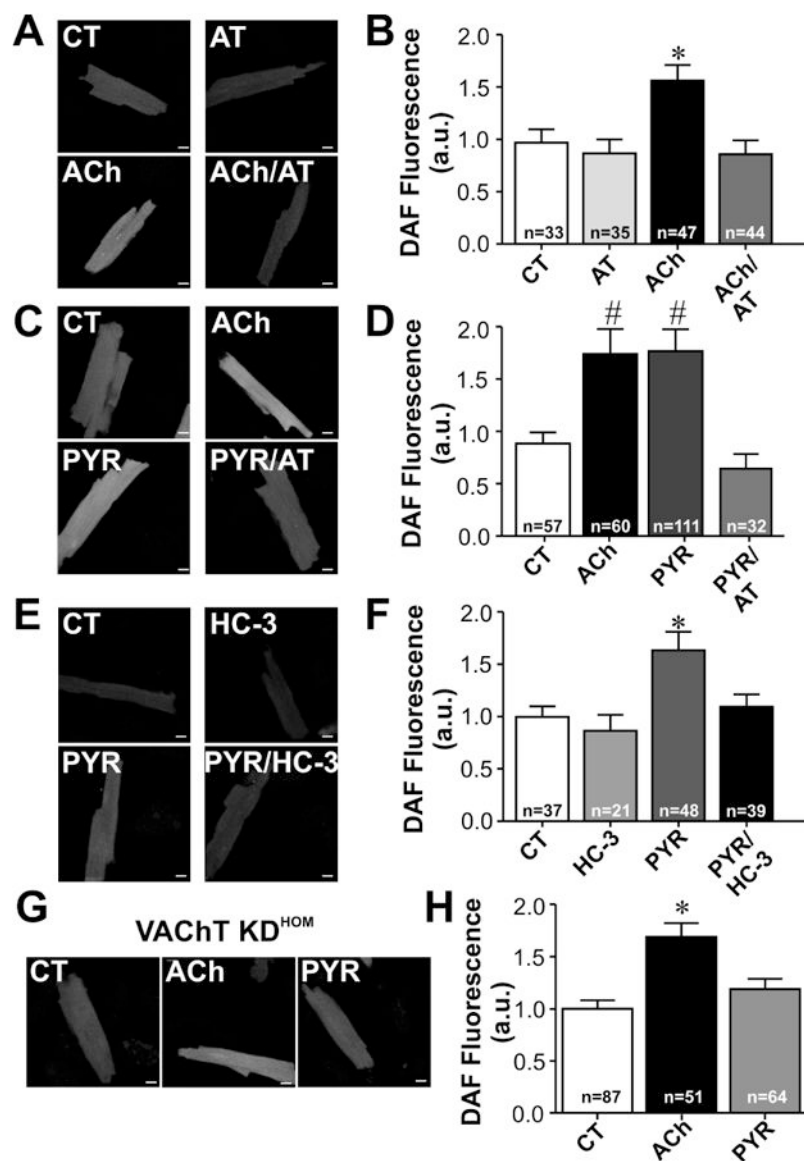 A
CT
AT
ACh
ACh/AT
B
DAF Fluorescence
(a.u.)
2.0
1.5
1.0
0.5
0.0
*
n=33
n=35
n=47
n=44
CT
AT
ACh
ACh/
AT
C
CT
ACh
PYR
PYR/AT
D
DAF Fluorescence
(a.u.)
2.0
1.5
1.0
0.5
0.0
#
#
n=57
n=60
n=111
n=32
CT
ACh
PYR
PYR/
AT
E
CT
HC-3
PYR
PYR/HC-3
F
DAF Fluorescence
(a.u.)
2.0
1.5
1.0
0.5
0.0
*
n=37
n=21
n=48
n=39
CT
HC-3
PYR
PYR/
HC-3
G
VAChT KDᴴᴼᴹ
CT
ACh
PYR
H
DAF Fluorescence
(a.u.)
2.0
1.5
1.0
0.5
0.0
*
n=87
n=51
n=64
CT
ACh
PYR